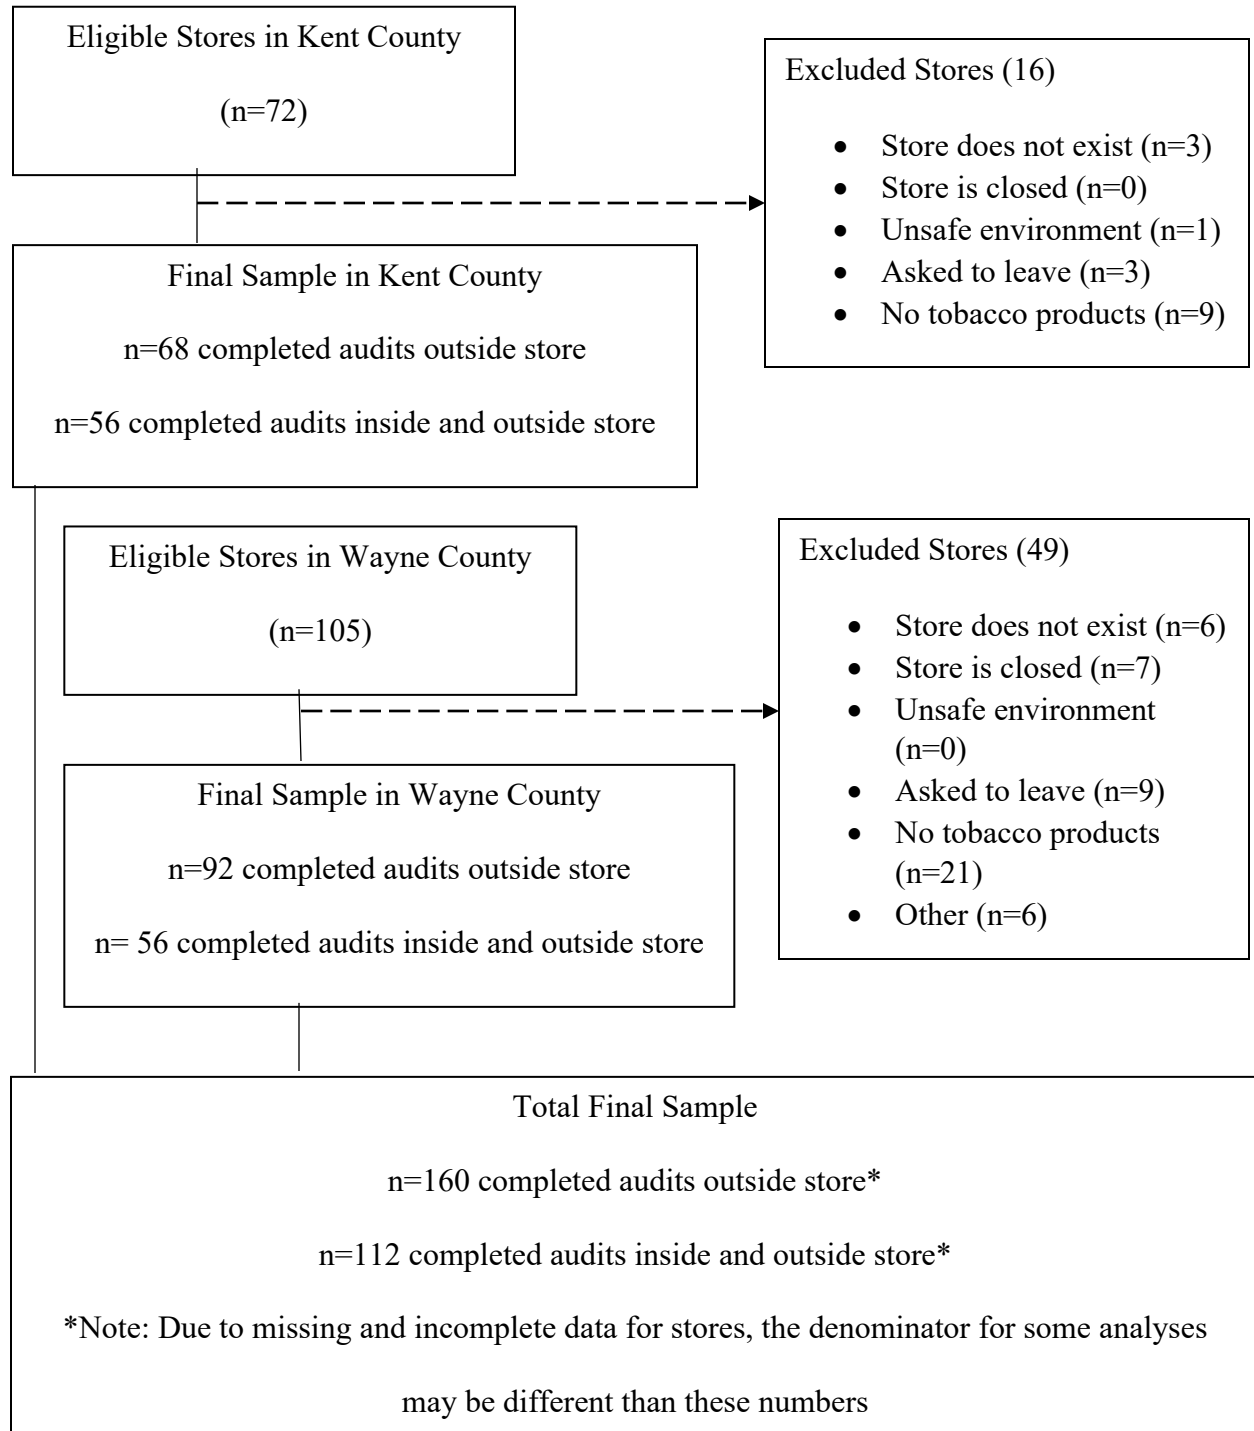 Eligible Stores in Kent County
(n=72)
Excluded Stores (16)
• Store does not exist (n=3)
• Store is closed (n=0)
• Unsafe environment (n=1)
• Asked to leave (n=3)
• No tobacco products (n=9)
Final Sample in Kent County
n=68 completed audits outside store
n=56 completed audits inside and outside store
Eligible Stores in Wayne County
(n=105)
Excluded Stores (49)
• Store does not exist (n=6)
• Store is closed (n=7)
• Unsafe environment
(n=0)
• Asked to leave (n=9)
• No tobacco products
(n=21)
• Other (n=6)
Final Sample in Wayne County
n=92 completed audits outside store
n= 56 completed audits inside and outside store
Total Final Sample
n=160 completed audits outside store*
n=112 completed audits inside and outside store*
*Note: Due to missing and incomplete data for stores, the denominator for some analyses
may be different than these numbers